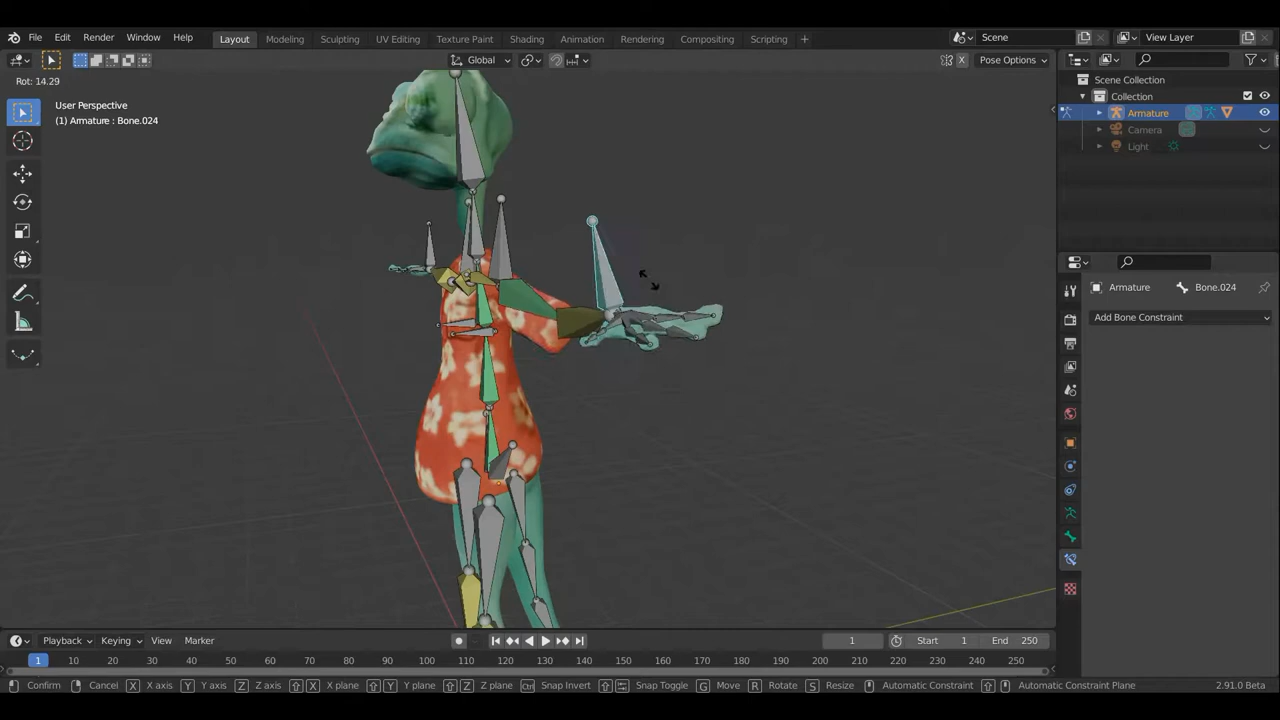 File Edit Render Window Help Layout Modeling Sculpting UV Editing Texture Paint Shading Animation Rendering Compositing Scripting + Scene View Layer
Global X Pose Options
Rot: 14.29
User Perspective
(1) Armature : Bone.024
Scene Collection
Collection
Armature
Camera
Light
Armature Bone.024
Add Bone Constraint
Playback Keying View Marker 1 Start 1 End 250
1 10 20 30 40 50 60 70 80 90 100 110 120 130 140 150 160 170 180 190 200 210 220 230 240 250
Confirm Cancel X X axis Y Y axis Z Z axis X X plane Y Y plane Z Z plane Ctrl Snap Invert Snap Toggle G Move R Rotate S Resize Automatic Constraint Automatic Constraint Plane 2.91.0 Beta